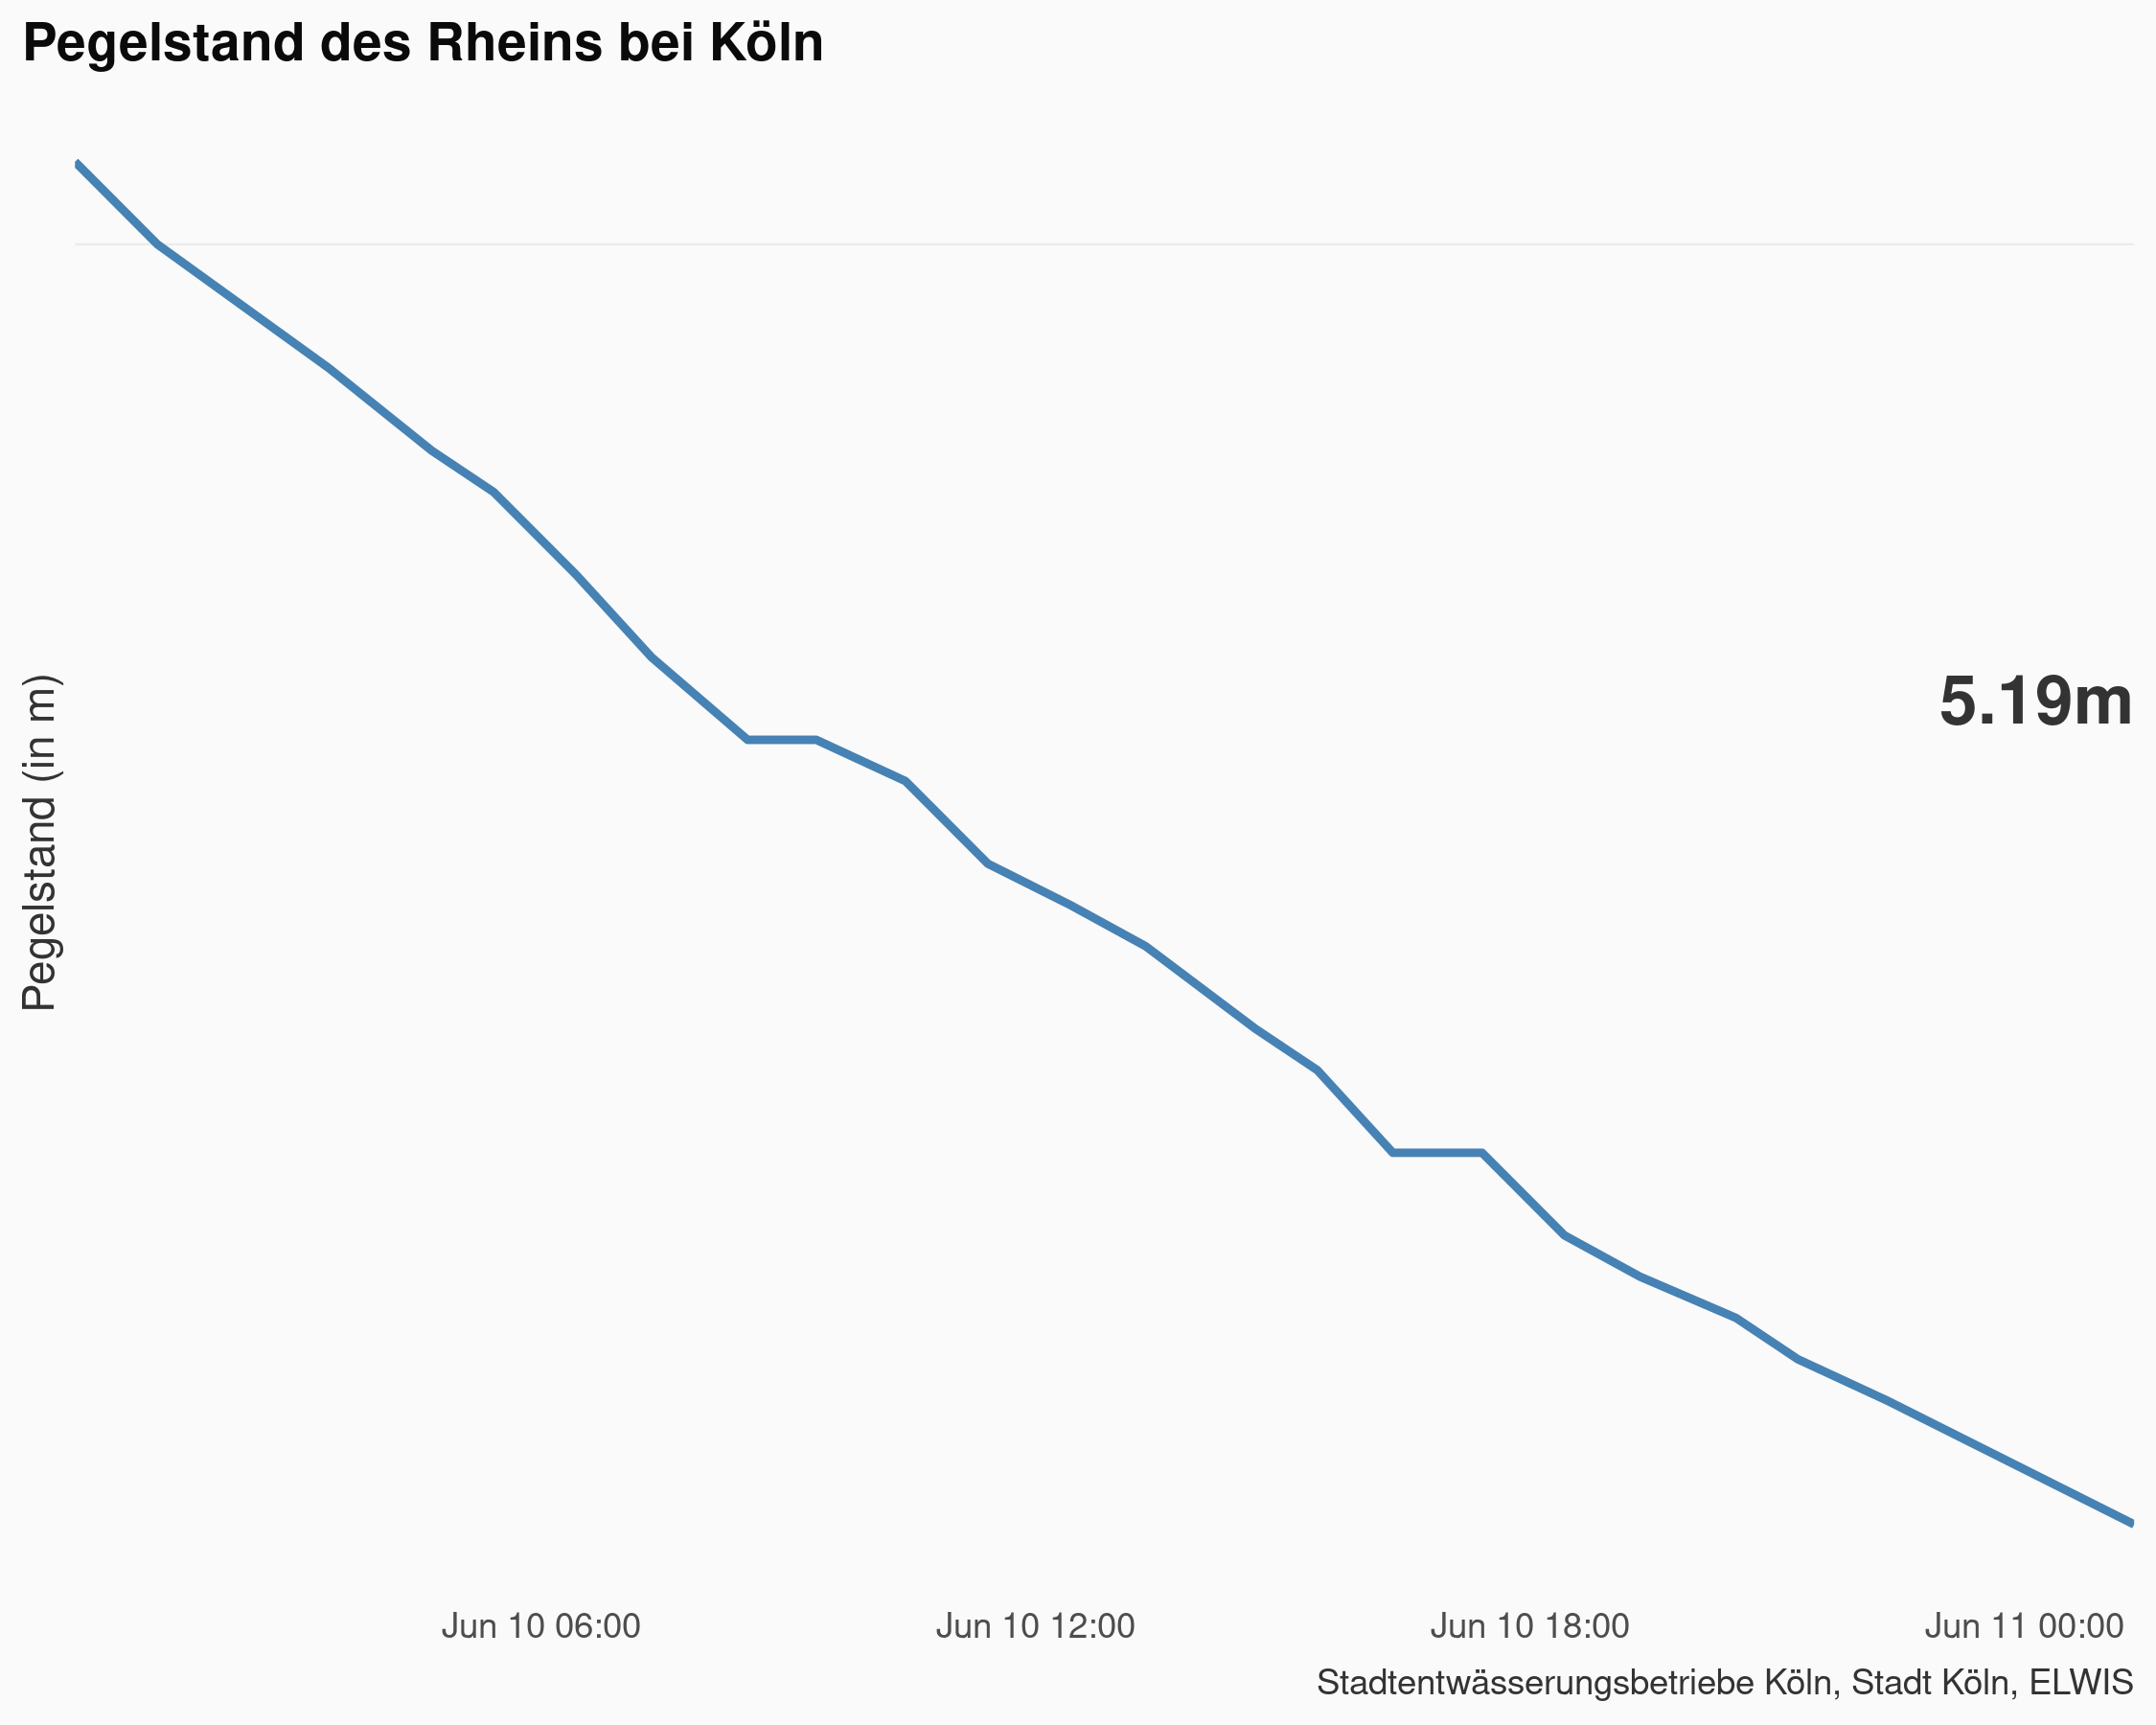 Pegelstand des Rheins bei Köln
Pegelstand (in m)
5.19m
Jun 10 06:00
Jun 10 12:00
Jun 10 18:00
Jun 11 00:00
Stadtentwässerungsbetriebe Köln, Stadt Köln, ELWIS